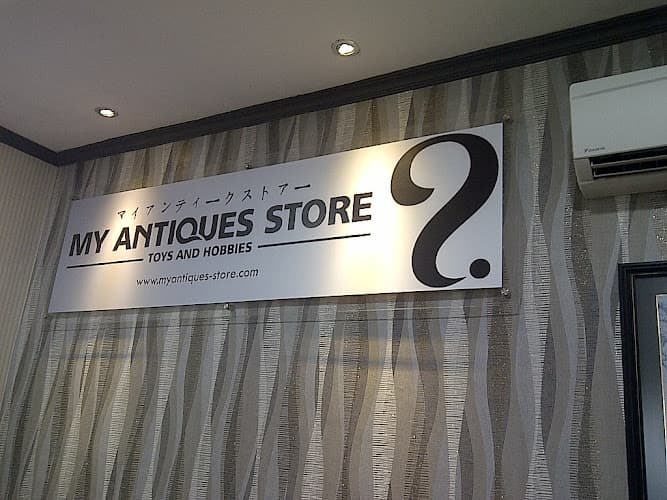 マイアンティークストアー
MY ANTIQUES STORE
TOYS AND HOBBIES
www.myantiques-store.com
?
DAIKIN